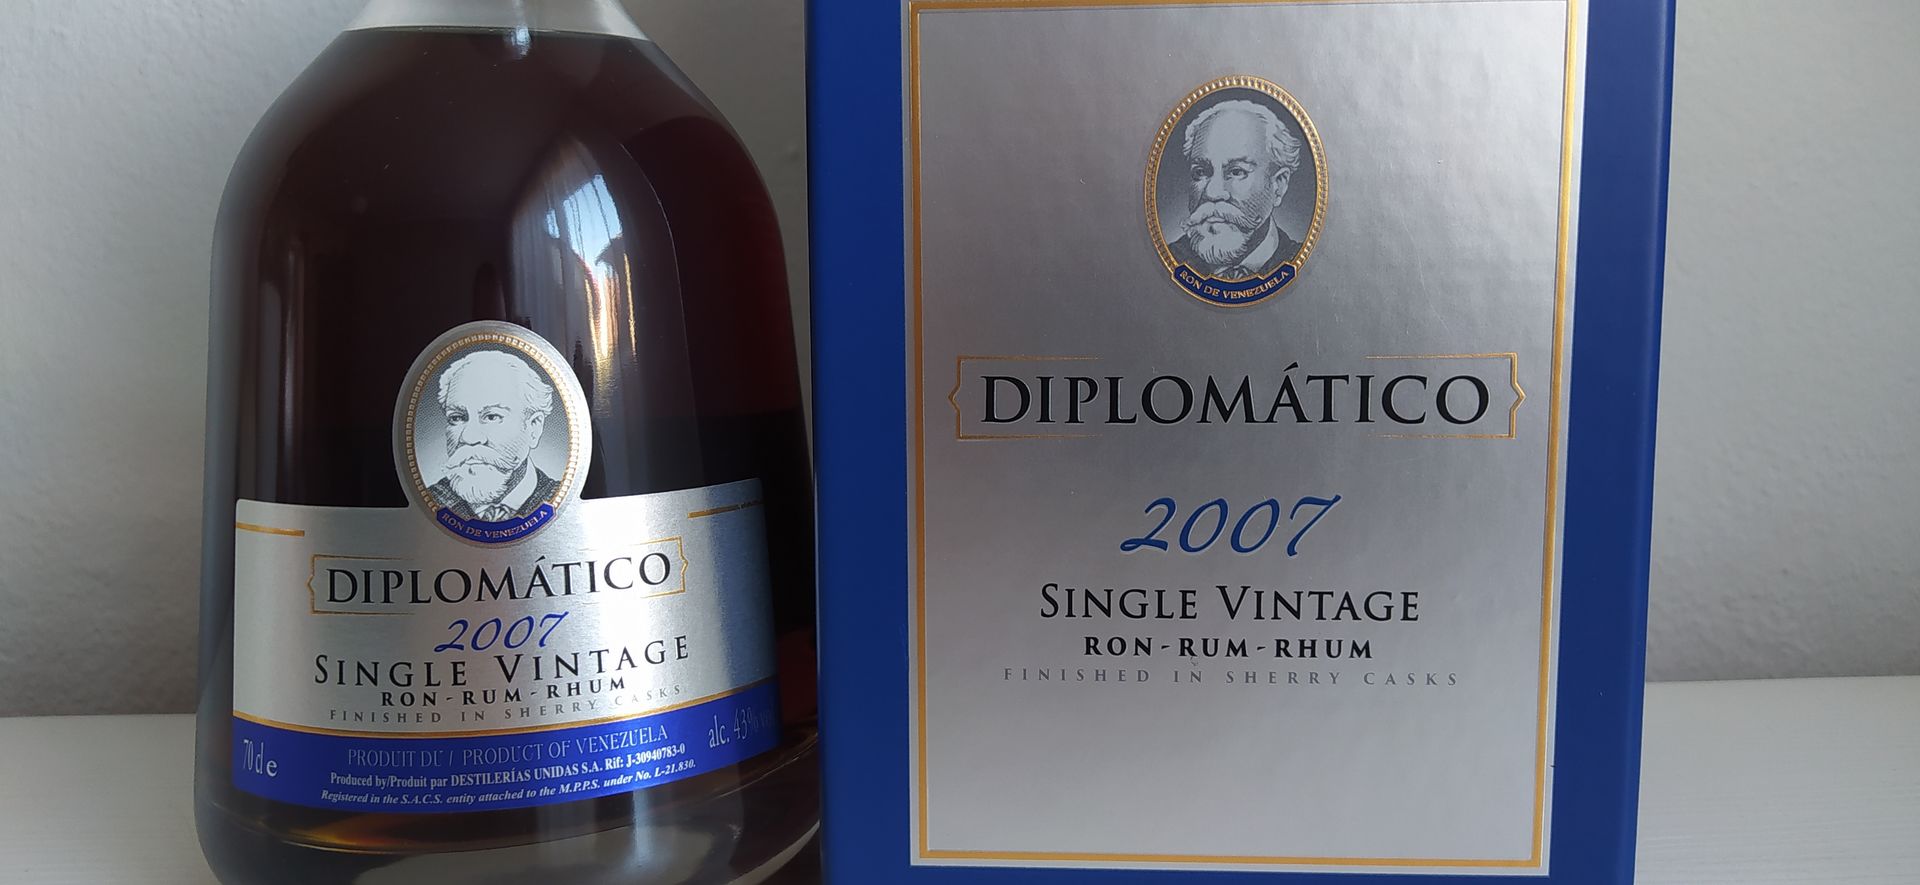 RON DE VENEZUELA
DIPLOMÁTICO
2007
SINGLE VINTAGE
RON-RUM-RHUM
FINISHED IN SHERRY CASKS
70 cl e
PRODUIT DU / PRODUCT OF VENEZUELA
alc. 43% vol.
Produced by/Produit par DESTILERÍAS UNIDAS S.A. Rif: J-30940783-0
Registered in the S.A.C.S. entity attached to the M.P.P.S. under No. L-21.830.
RON DE VENEZUELA
DIPLOMÁTICO
2007
SINGLE VINTAGE
RON-RUM-RHUM
FINISHED IN SHERRY CASKS